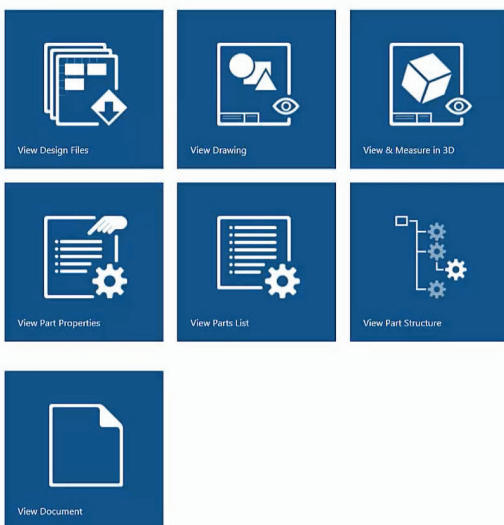 View Design Files
View Drawing
View & Measure in 3D
View Part Properties
View Parts List
View Part Structure
View Document